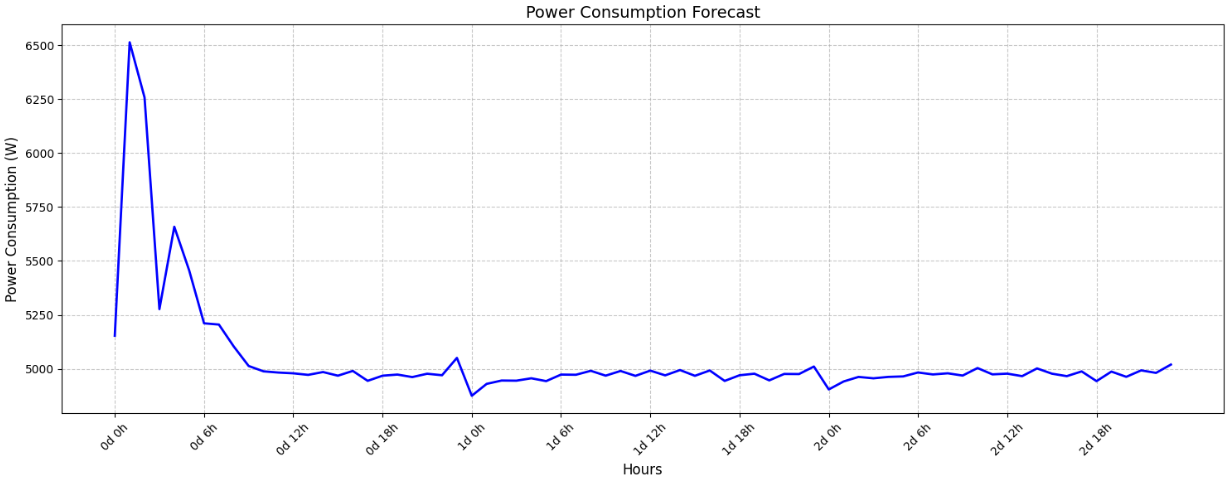 Power Consumption Forecast
Power Consumption (W)
6500
6250
6000
5750
5500
5250
5000
0d 0h
0d 6h
0d 12h
0d 18h
1d 0h
1d 6h
1d 12h
1d 18h
2d 0h
2d 6h
2d 12h
2d 18h
Hours